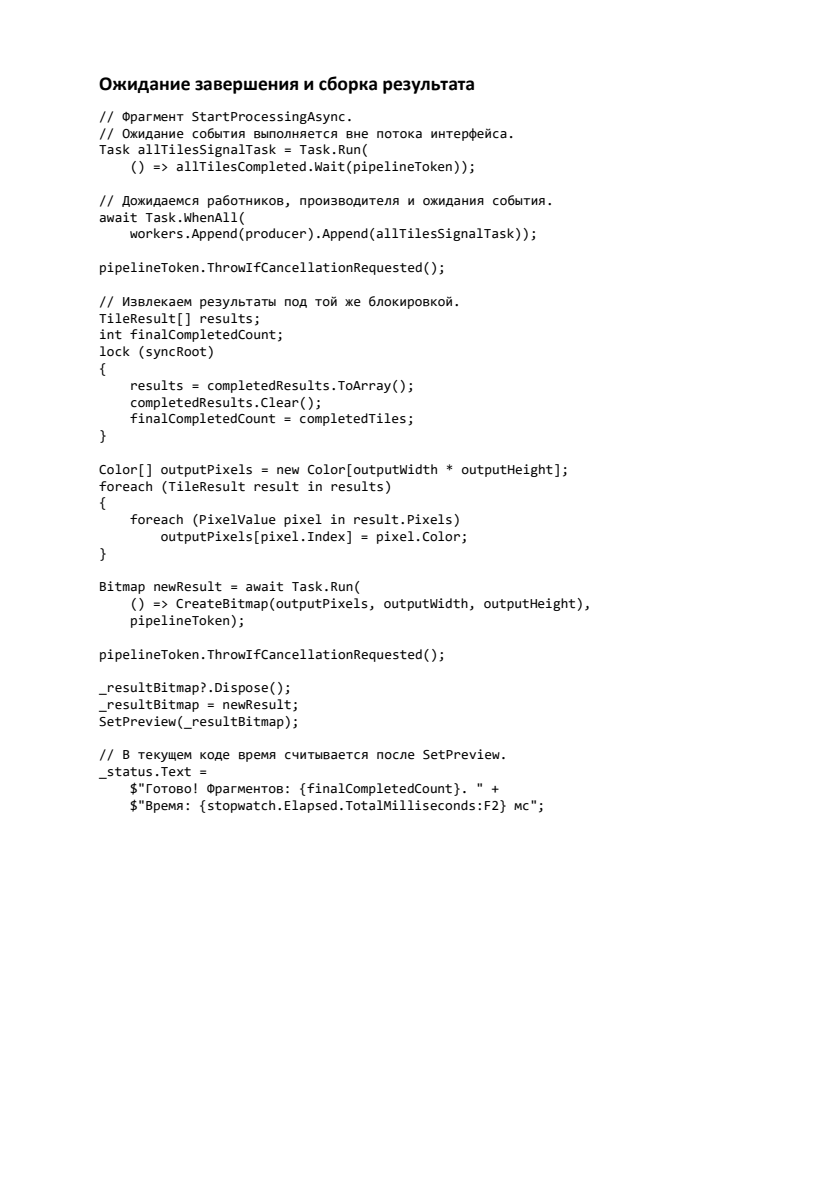 Ожидание завершения и сборка результата
// Фрагмент StartProcessingAsync.
// Ожидание события выполняется вне потока интерфейса.
Task allTilesSignalTask = Task.Run(
    () => allTilesCompleted.Wait(pipelineToken));
// Дожидаемся работников, производителя и ожидания события.
await Task.WhenAll(
    workers.Append(producer).Append(allTilesSignalTask));
pipelineToken.ThrowIfCancellationRequested();
// Извлекаем результаты под той же блокировкой.
TileResult[] results;
int finalCompletedCount;
lock (syncRoot)
{
    results = completedResults.ToArray();
    completedResults.Clear();
    finalCompletedCount = completedTiles;
}
Color[] outputPixels = new Color[outputWidth * outputHeight];
foreach (TileResult result in results)
{
    foreach (PixelValue pixel in result.Pixels)
        outputPixels[pixel.Index] = pixel.Color;
}
Bitmap newResult = await Task.Run(
    () => CreateBitmap(outputPixels, outputWidth, outputHeight),
    pipelineToken);
pipelineToken.ThrowIfCancellationRequested();
_resultBitmap?.Dispose();
_resultBitmap = newResult;
SetPreview(_resultBitmap);
// В текущем коде время считывается после SetPreview.
_status.Text =
    $"Готово! Фрагментов: {finalCompletedCount}. " +
    $"Время: {stopwatch.Elapsed.TotalMilliseconds:F2} мс";